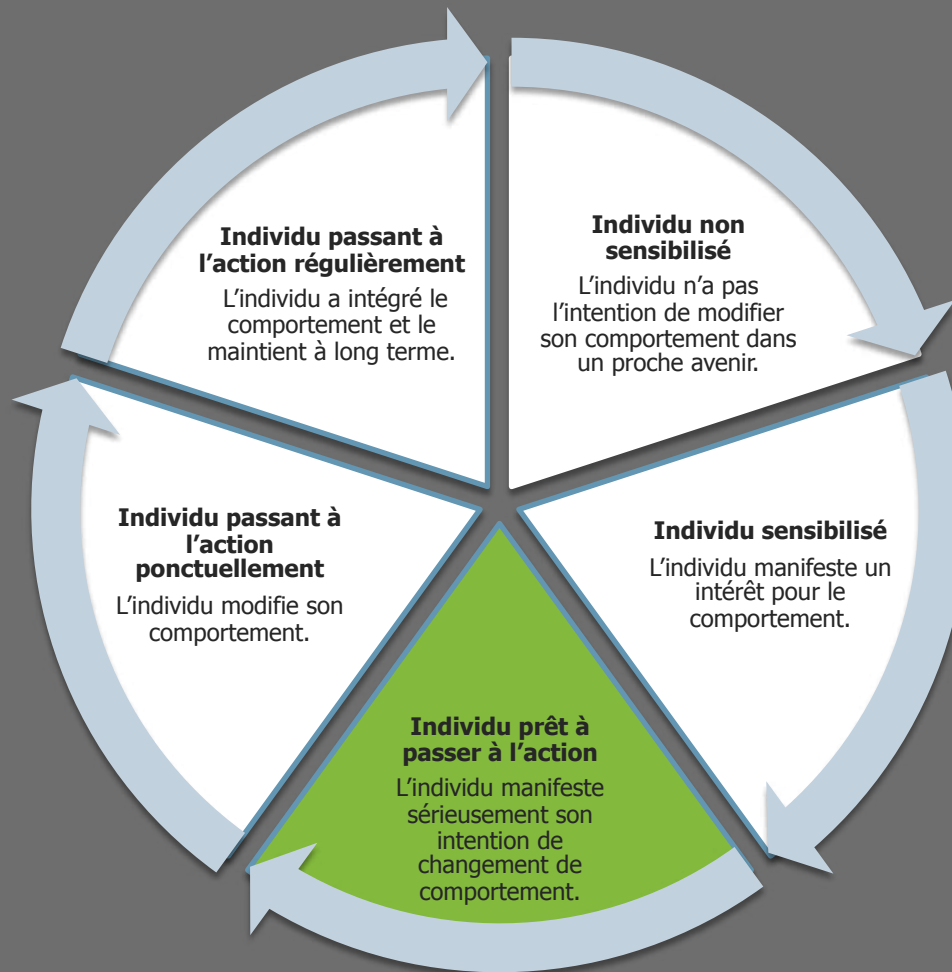 Individu non
sensibilisé
L’individu n’a pas
l’intention de modifier
son comportement dans
un proche avenir.
Individu sensibilisé
L’individu manifeste un
intérêt pour le
comportement.
Individu prêt à
passer à l’action
L’individu manifeste
sérieusement son
intention de
changement de
comportement.
Individu passant à
l’action
ponctuellement
L’individu modifie son
comportement.
Individu passant à
l’action régulièrement
L’individu a intégré le
comportement et le
maintient à long terme.